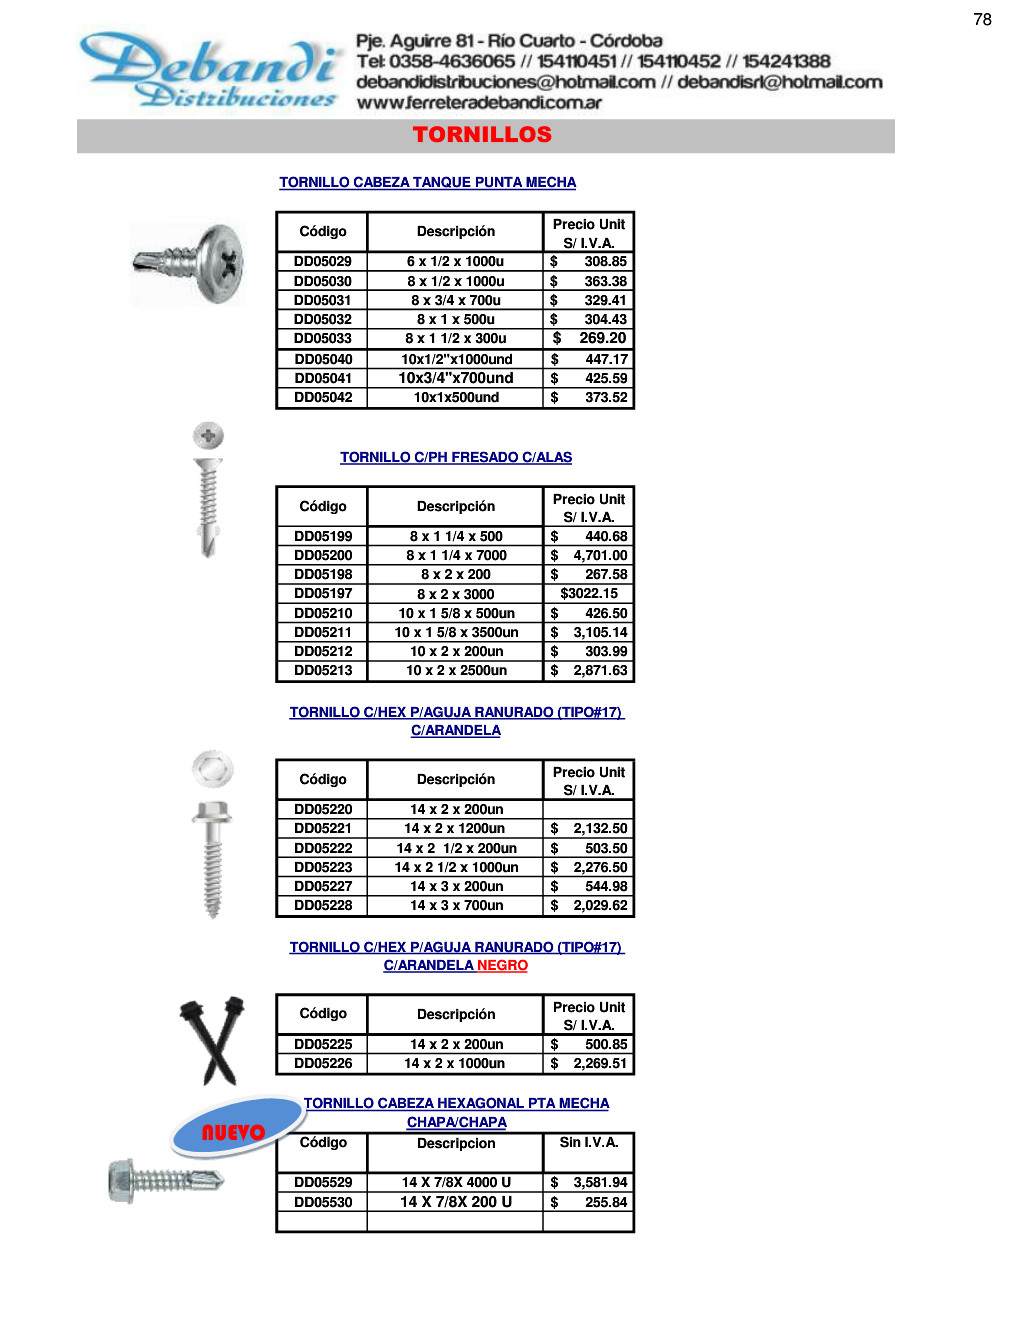 78
Debandi
Distribuciones
Pje. Aguirre 81 - Río Cuarto - Córdoba
Tel: 0358-4636065 // 154110451 // 154110452 // 154241388
debandidistribuciones@hotmail.com // debandisrl@hotmail.com
www.ferreteradebandi.com.ar
TORNILLOS
TORNILLO CABEZA TANQUE PUNTA MECHA
Código Descripción Precio Unit S/ I.V.A.
DD05029 6 x 1/2 x 1000u $ 308.85
DD05030 8 x 1/2 x 1000u $ 363.38
DD05031 8 x 3/4 x 700u $ 329.41
DD05032 8 x 1 x 500u $ 304.43
DD05033 8 x 1 1/2 x 300u $ 269.20
DD05040 10x1/2"x1000und $ 447.17
DD05041 10x3/4"x700und $ 425.59
DD05042 10x1x500und $ 373.52
TORNILLO C/PH FRESADO C/ALAS
Código Descripción Precio Unit S/ I.V.A.
DD05199 8 x 1 1/4 x 500 $ 440.68
DD05200 8 x 1 1/4 x 7000 $ 4,701.00
DD05198 8 x 2 x 200 $ 267.58
DD05197 8 x 2 x 3000 $3022.15
DD05210 10 x 1 5/8 x 500un $ 426.50
DD05211 10 x 1 5/8 x 3500un $ 3,105.14
DD05212 10 x 2 x 200un $ 303.99
DD05213 10 x 2 x 2500un $ 2,871.63
TORNILLO C/HEX P/AGUJA RANURADO (TIPO#17)
C/ARANDELA
Código Descripción Precio Unit S/ I.V.A.
DD05220 14 x 2 x 200un
DD05221 14 x 2 x 1200un $ 2,132.50
DD05222 14 x 2 1/2 x 200un $ 503.50
DD05223 14 x 2 1/2 x 1000un $ 2,276.50
DD05227 14 x 3 x 200un $ 544.98
DD05228 14 x 3 x 700un $ 2,029.62
TORNILLO C/HEX P/AGUJA RANURADO (TIPO#17)
C/ARANDELA NEGRO
Código Descripción Precio Unit S/ I.V.A.
DD05225 14 x 2 x 200un $ 500.85
DD05226 14 x 2 x 1000un $ 2,269.51
TORNILLO CABEZA HEXAGONAL PTA MECHA
CHAPA/CHAPA
NUEVO
Código Descripcion Sin I.V.A.
DD05529 14 X 7/8X 4000 U $ 3,581.94
DD05530 14 X 7/8X 200 U $ 255.84